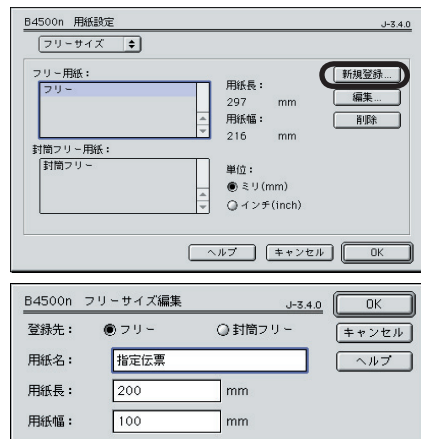 B4500n 用紙設定 J-3.4.0
フリーサイズ
フリー用紙：
フリー
用紙長：
297 mm
用紙幅：
216 mm
新規登録...
編集...
削除
封筒フリー用紙：
封筒フリー
単位：
ミリ(mm)
インチ(inch)
ヘルプ キャンセル OK
B4500n フリーサイズ編集 J-3.4.0 OK
登録先： フリー 封筒フリー キャンセル
用紙名： 指定伝票 ヘルプ
用紙長： 200 mm
用紙幅： 100 mm